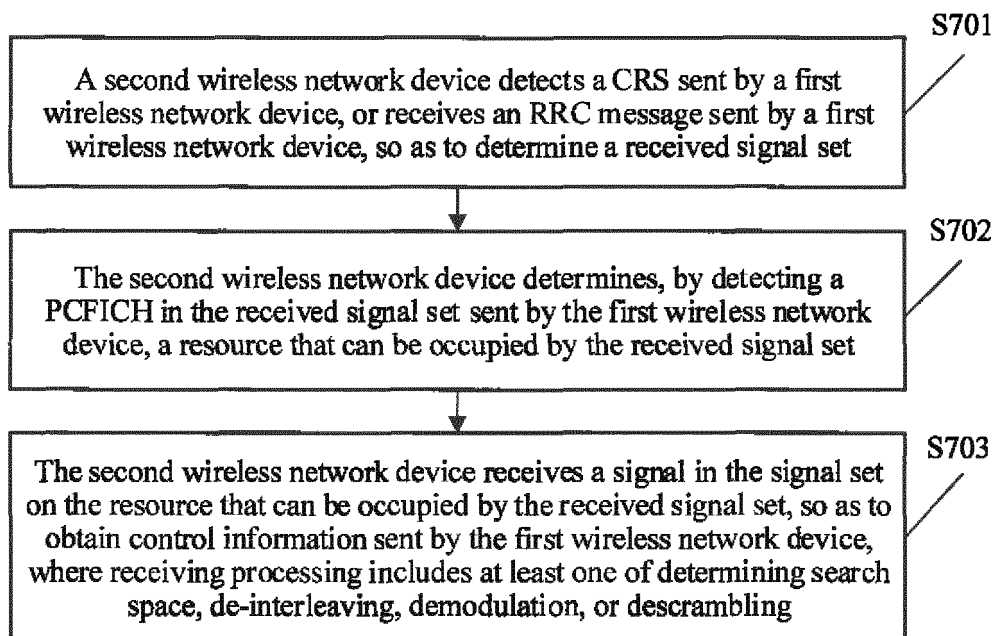 S701
A second wireless network device detects a CRS sent by a first
wireless network device, or receives an RRC message sent by a first
wireless network device, so as to determine a received signal set
S702
The second wireless network device determines, by detecting a
PCFICH in the received signal set sent by the first wireless network
device, a resource that can be occupied by the received signal set
S703
The second wireless network device receives a signal in the signal set
on the resource that can be occupied by the received signal set, so as to
obtain control information sent by the first wireless network device,
where receiving processing includes at least one of determining search
space, de-interleaving, demodulation, or descrambling